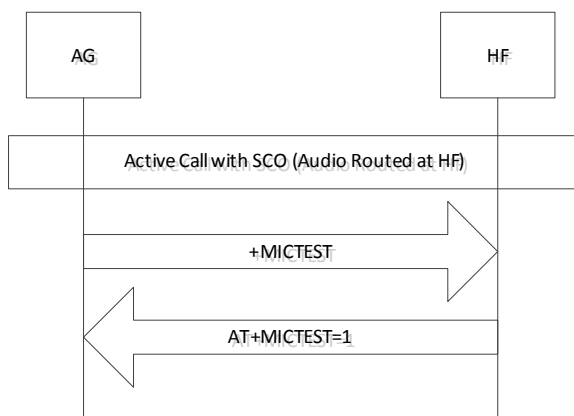 AG
HF
Active Call with SCO (Audio Routed at HF)
+MICTEST
AT+MICTEST=1